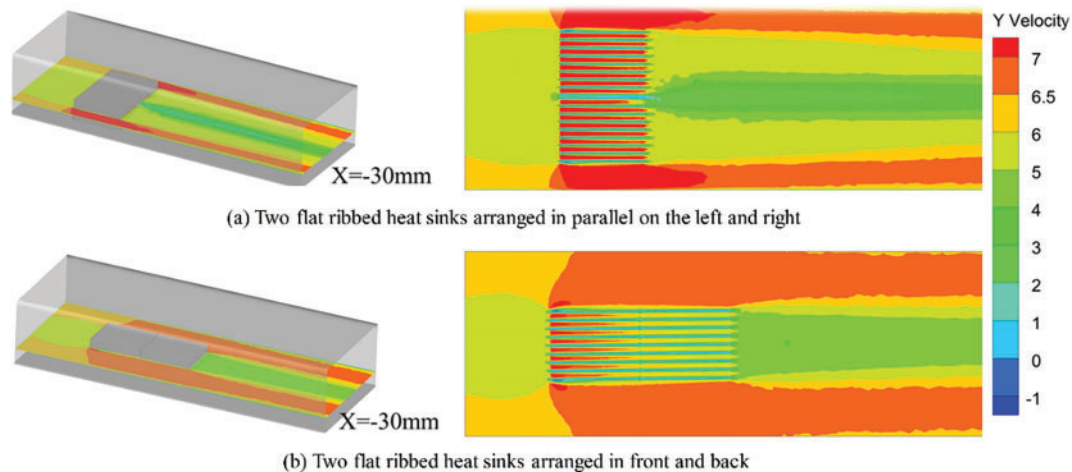 Y Velocity
7
6.5
6
5
4
3
2
1
0
-1
X=-30mm
(a) Two flat ribbed heat sinks arranged in parallel on the left and right
X=-30mm
(b) Two flat ribbed heat sinks arranged in front and back